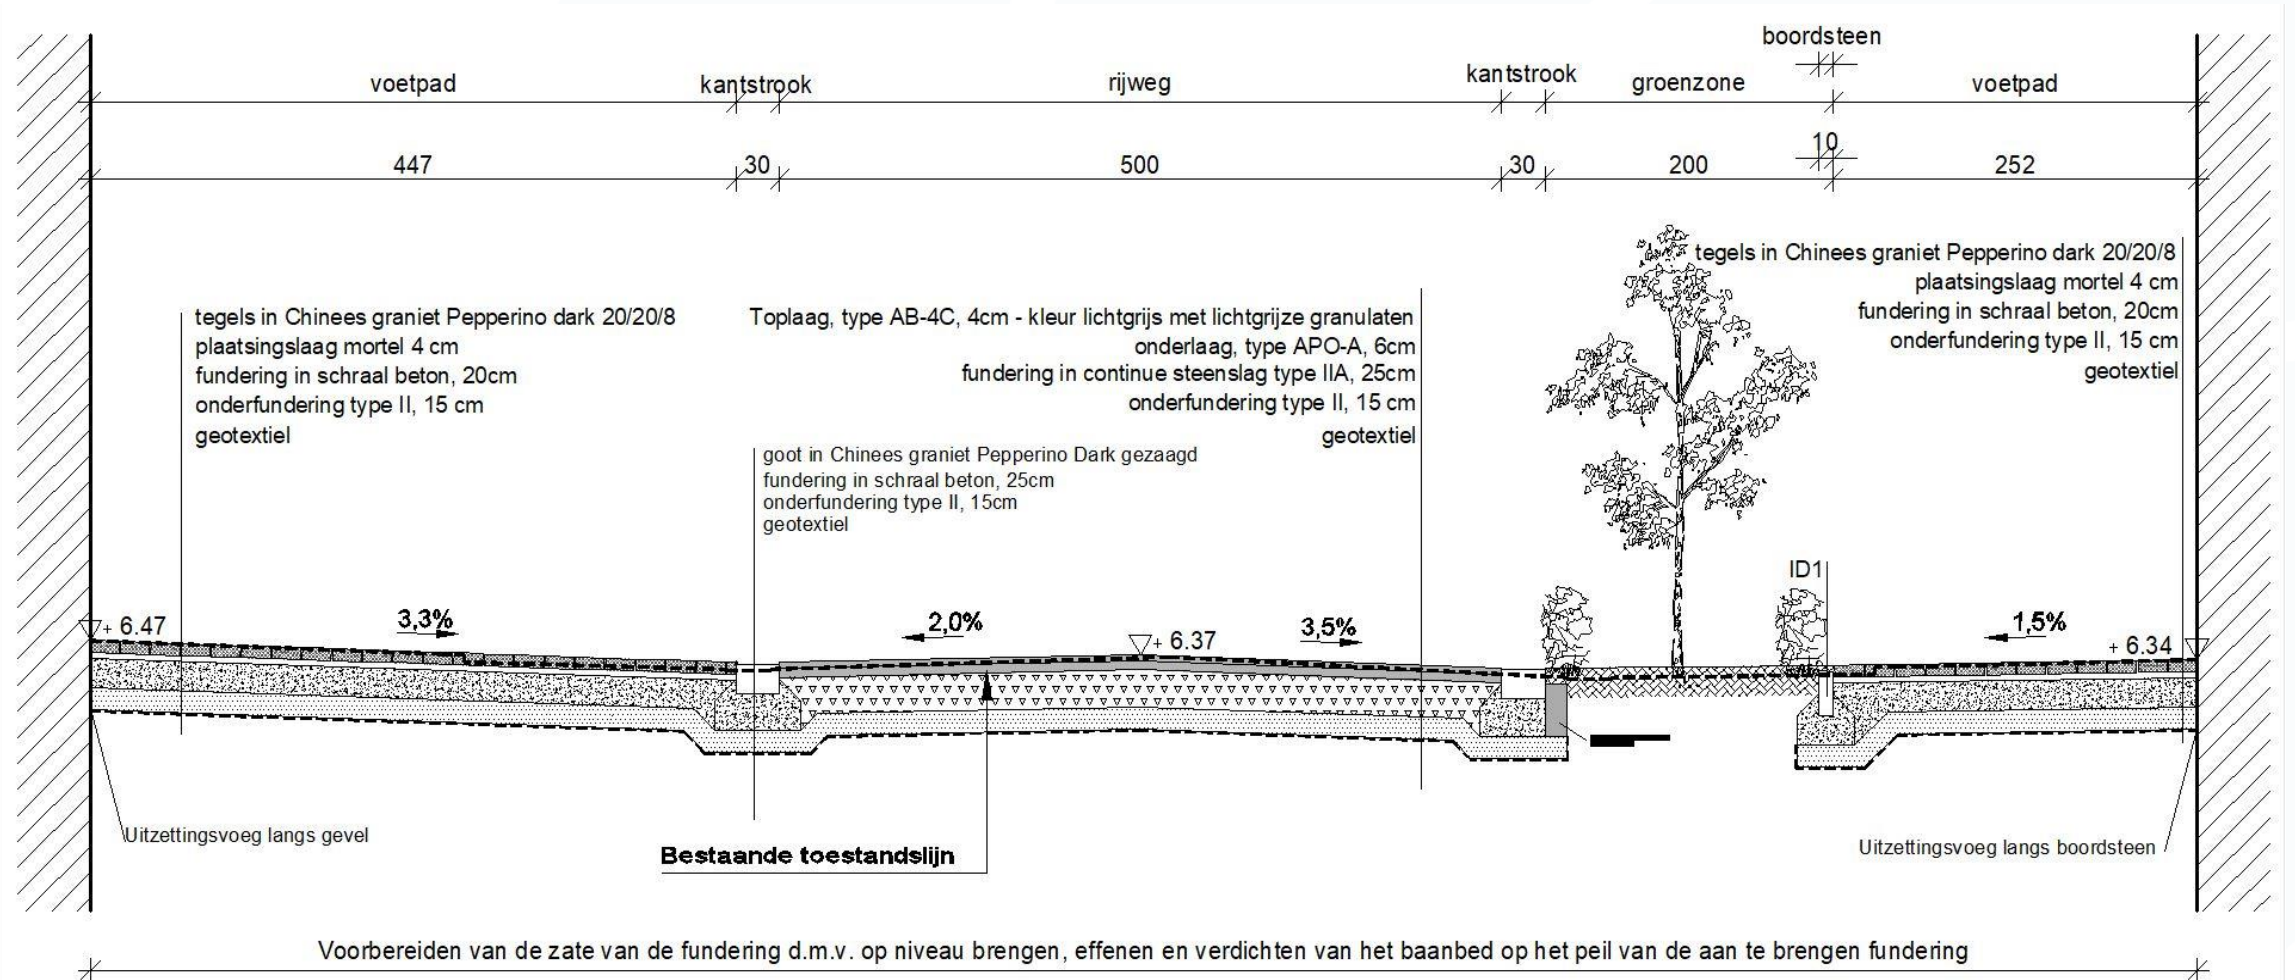 boordsteen
voetpad
kantstrook
rijweg
kantstrook
groenzone
voetpad
447
30
500
30
200
10
252
tegels in Chinees graniet Pepperino dark 20/20/8
plaatsingslaag mortel 4 cm
fundering in schraal beton, 20cm
onderfundering type II, 15 cm
geotextiel
Toplaag, type AB-4C, 4cm - kleur lichtgrijs met lichtgrijze granulaten
onderlaag, type APO-A, 6cm
fundering in continue steenslag type IIA, 25cm
onderfundering type II, 15 cm
geotextiel
goot in Chinees graniet Pepperino Dark gezaagd
fundering in schraal beton, 25cm
onderfundering type II, 15cm
geotextiel
tegels in Chinees graniet Pepperino dark 20/20/8
plaatsingslaag mortel 4 cm
fundering in schraal beton, 20cm
onderfundering type II, 15 cm
geotextiel
ID1
+ 6.47
3,3%
2,0%
+ 6.37
3,5%
1,5%
+ 6.34
Uitzettingsvoeg langs gevel
Bestaande toestandslijn
Uitzettingsvoeg langs boordsteen
Voorbereiden van de zate van de fundering d.m.v. op niveau brengen, effenen en verdichten van het baanbed op het peil van de aan te brengen fundering